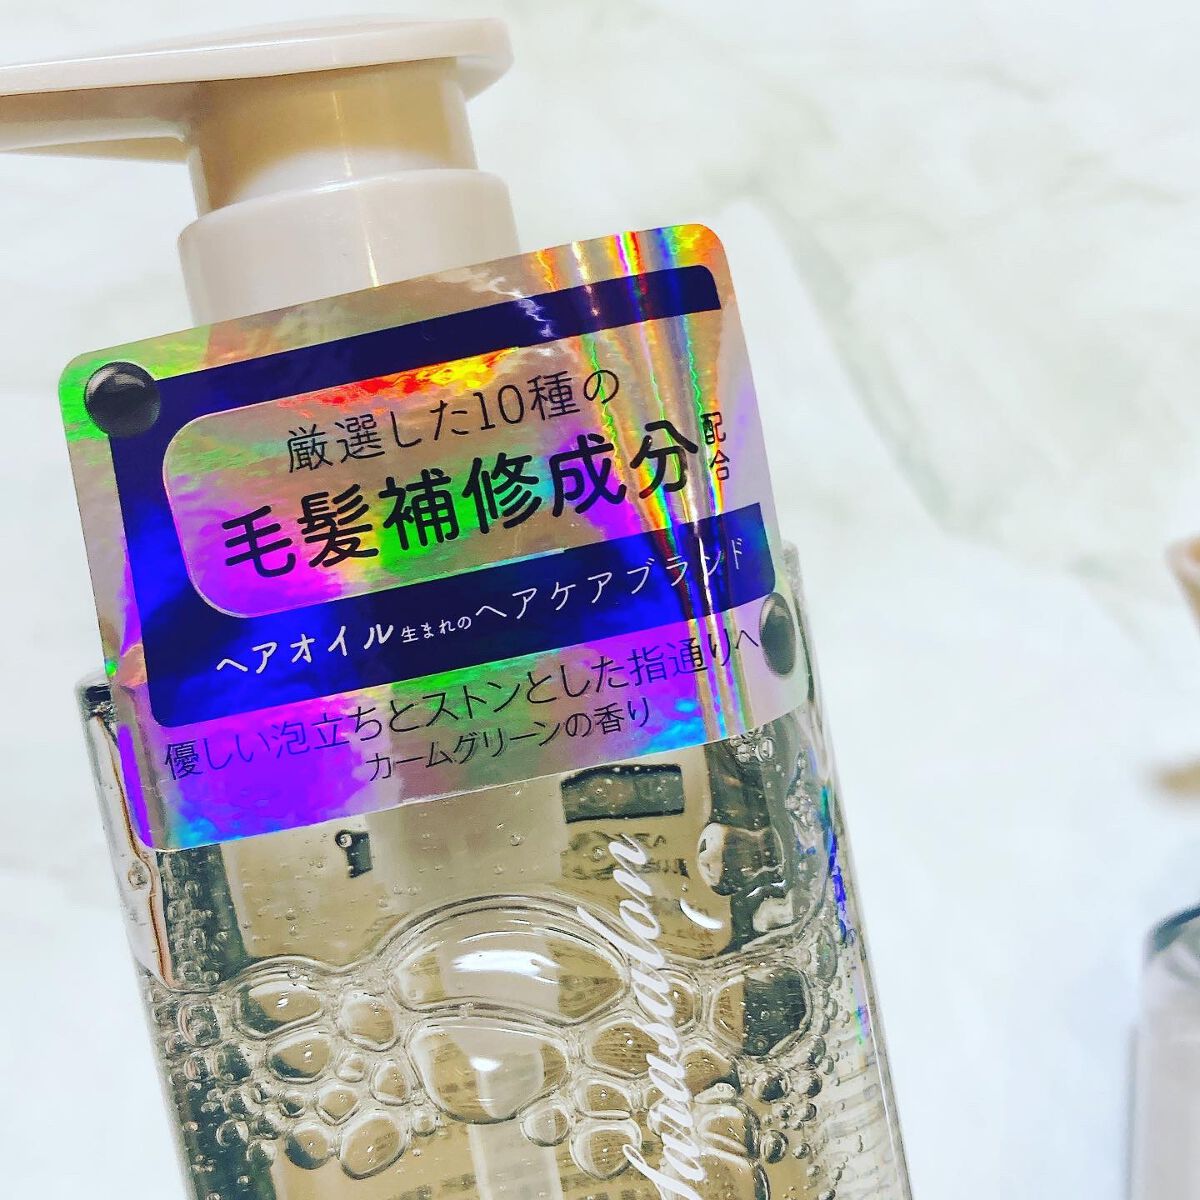 厳選した10種の
毛髪補修成分配合
ヘアオイル生まれのヘアケアブランド
優しい泡立ちとストンとした指通りへ
カームグリーンの香り